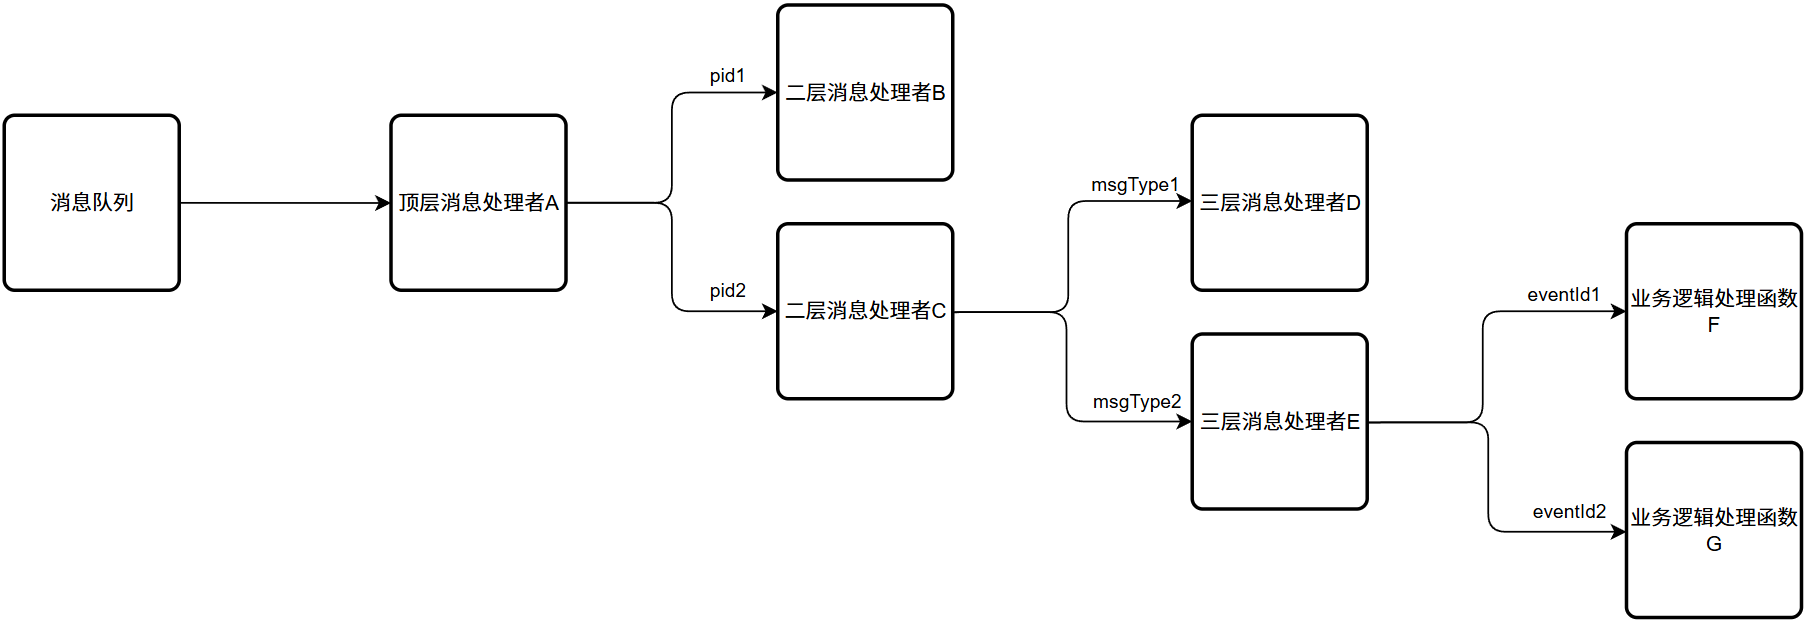 消息队列
顶层消息处理者A
pid1
二层消息处理者B
pid2
二层消息处理者C
msgType1
三层消息处理者D
msgType2
三层消息处理者E
eventId1
业务逻辑处理函数
F
eventId2
业务逻辑处理函数
G